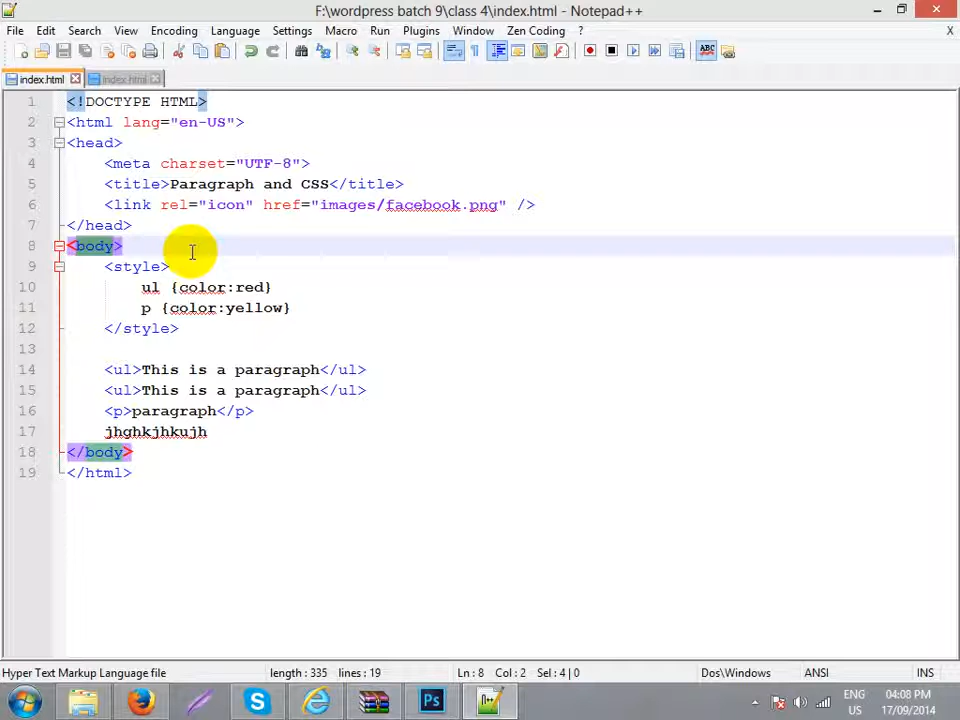 F:\wordpress batch 9\class 4\index.html - Notepad++
File Edit Search View Encoding Language Settings Macro Run Plugins Window Zen Coding ? X
index.html index.html
1 <!DOCTYPE HTML>
2 <html lang="en-US">
3 <head>
4 <meta charset="UTF-8">
5 <title>Paragraph and CSS</title>
6 <link rel="icon" href="images/facebook.png" />
7 </head>
8 <body>
9 <style>
10 ul {color:red}
11 p {color:yellow}
12 </style>
13
14 <ul>This is a paragraph</ul>
15 <ul>This is a paragraph</ul>
16 <p>paragraph</p>
17 jhghkjhkujh
18 </body>
19 </html>
Hyper Text Markup Language file length : 335 lines : 19 Ln : 8 Col : 2 Sel : 4 | 0 Dos\Windows ANSI INS
ENG 04:08 PM
US 17/09/2014